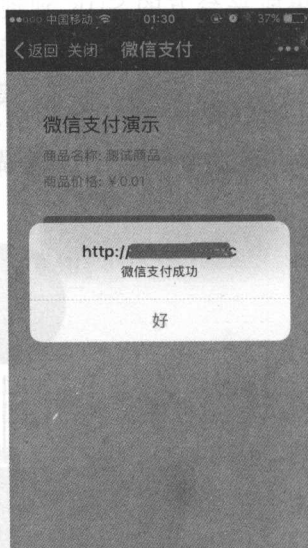 中国移动 01:30 37%
返回 关闭 微信支付
微信支付演示
商品名称: 测试商品
商品价格: ￥0.01
http://
微信支付成功
好